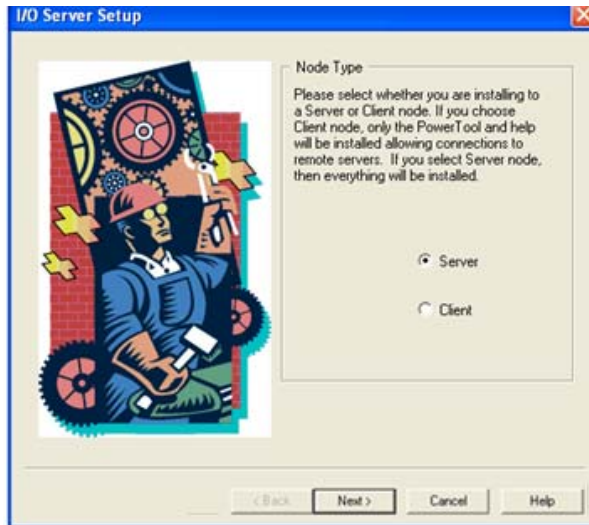 I/O Server Setup
Node Type
Please select whether you are installing to
a Server or Client node. If you choose
Client node, only the PowerTool and help
will be installed allowing connections to
remote servers. If you select Server node,
then everything will be installed.
Server
Client
< Back
Next >
Cancel
Help